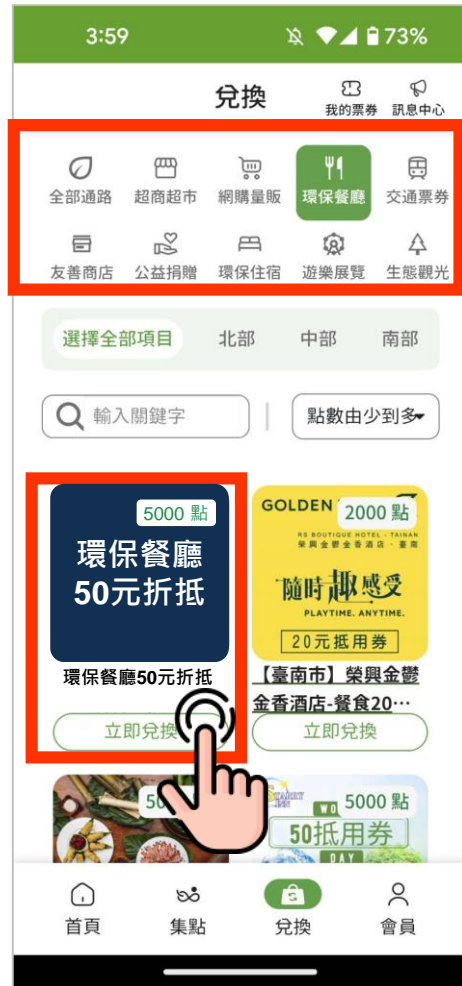 3:59 73%
兌換
我的票券 訊息中心
全部通路 超商超市 網購量販 環保餐廳 交通票券
友善商店 公益捐贈 環保住宿 遊樂展覽 生態觀光
選擇全部項目 北部 中部 南部
輸入關鍵字 點數由少到多
5000 點
環保餐廳
50元折抵
環保餐廳50元折抵
立即兌換
GOLDEN
2000 點
RS BOUTIQUE HOTEL - TAINAN
榮興金鬱金香酒店 · 臺南
隨時趣感受
PLAYTIME. ANYTIME.
20元抵用券
【臺南市】榮興金鬱
金香酒店-餐食20…
立即兌換
50
5000 點
50抵用券
DAY
首頁 集點 兌換 會員